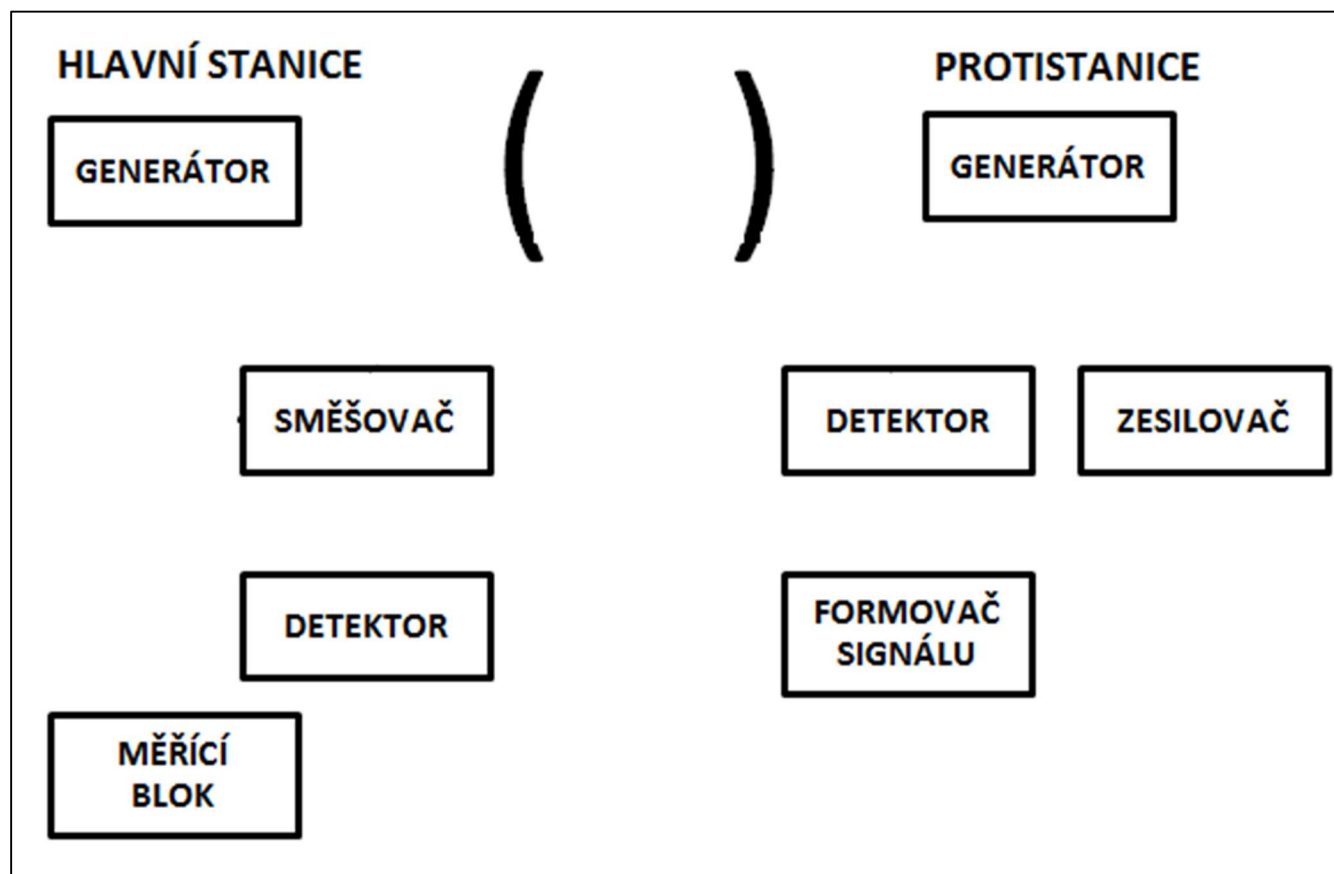 HLAVNÍ STANICE
PROTISTANICE
GENERÁTOR
GENERÁTOR
SMĚŠOVAČ
DETEKTOR
ZESILOVAČ
DETEKTOR
FORMOVAČ
SIGNÁLU
MĚŘÍCÍ
BLOK